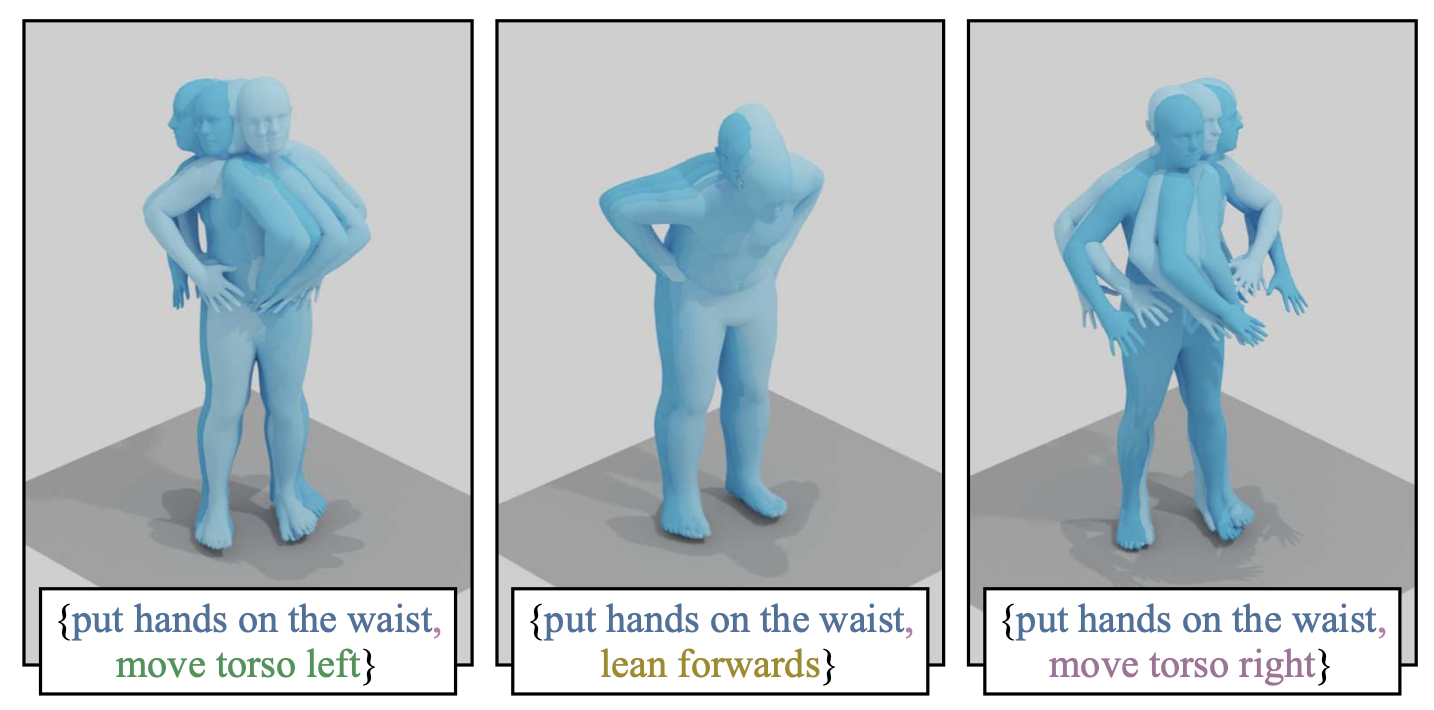 {put hands on the waist,
move torso left}
{put hands on the waist,
lean forwards}
{put hands on the waist,
move torso right}